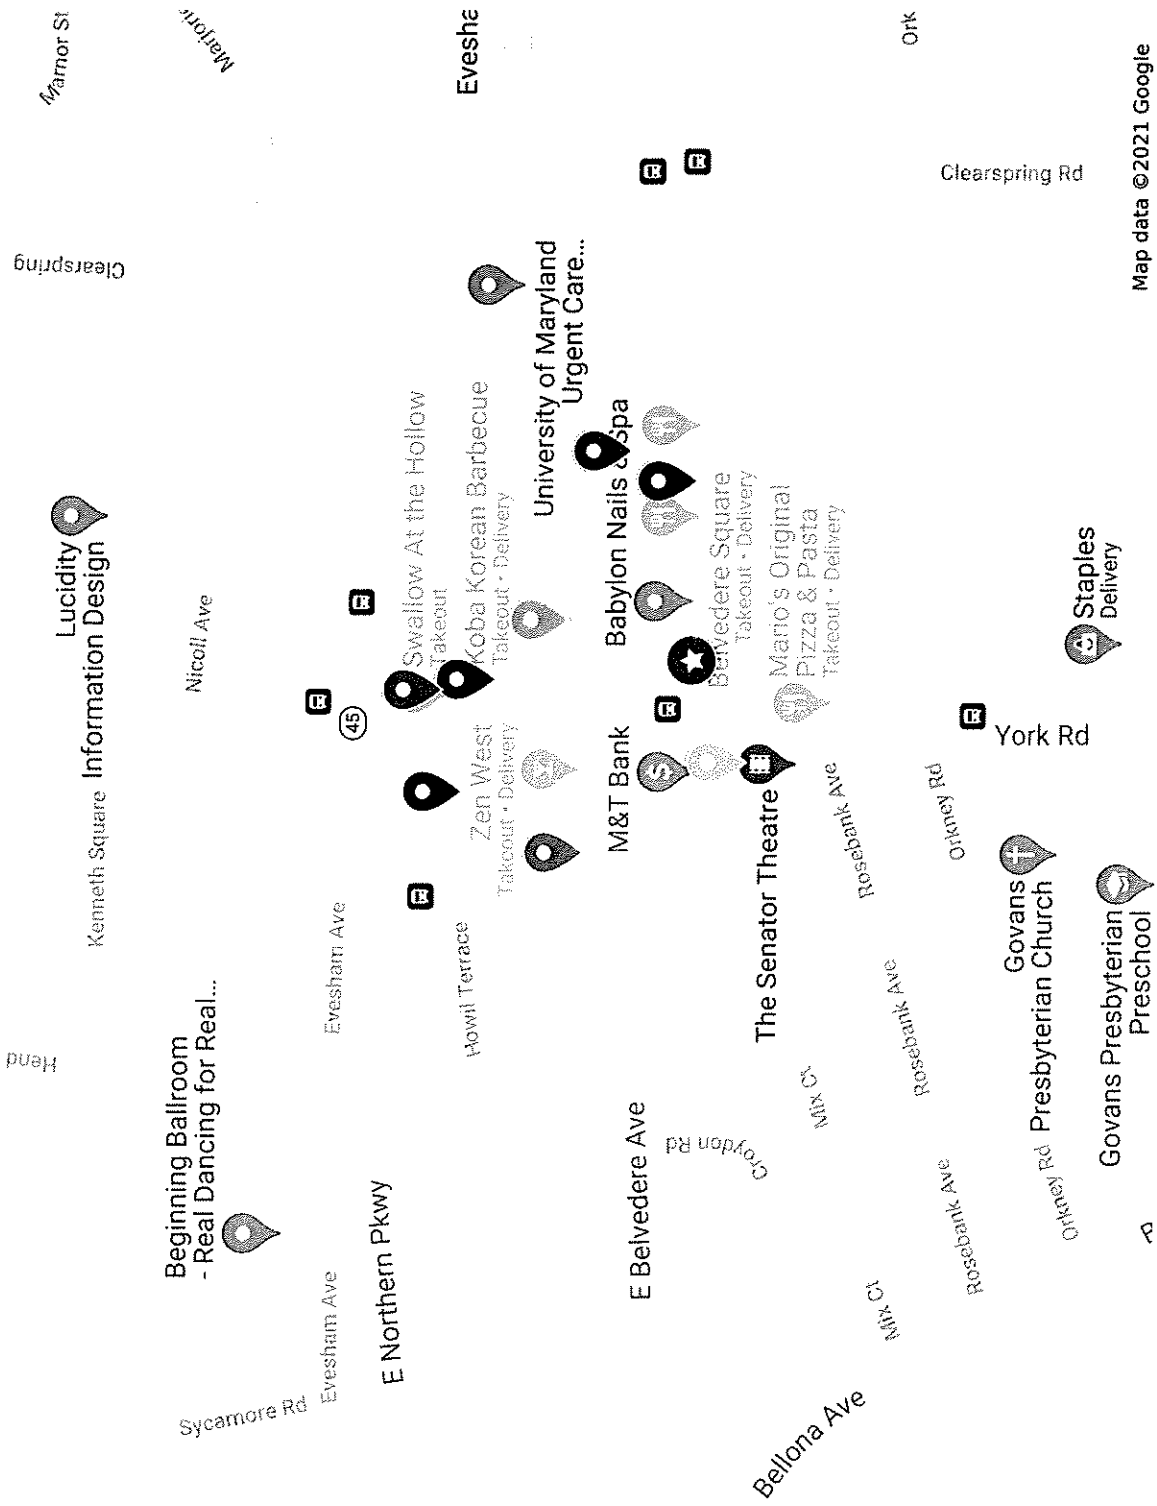 Marnor St
Marjorie
Evesha
Ork
Clearspring
Clearspring Rd
Map data ©2021 Google
Lucidity
Information Design
Nicoll Ave
Kenneth Square
45
Swallow At the Hollow
Takeout
Koba Korean Barbecue
Takeout · Delivery
University of Maryland
Urgent Care...
Babylon Nails & Spa
Belvedere Square
Takeout · Delivery
Mario's Original
Pizza & Pasta
Takeout · Delivery
Staples
Delivery
Zen West
Takeout · Delivery
M&T Bank
$
The Senator Theatre
York Rd
Rosebank Ave
Orkney Rd
Evesham Ave
Howil Terrace
Hend
Beginning Ballroom
- Real Dancing for Real...
Govans
Presbyterian Church
Govans Presbyterian
Preschool
Rosebank Ave
Mix Ct
E Belvedere Ave
Croydon Rd
Rosebank Ave
Orkney Rd
E Northern Pkwy
Evesham Ave
Sycamore Rd
Mix Ct
Bellona Ave
P